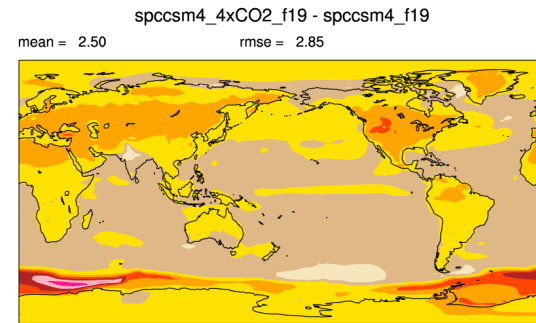 spccsm4_4xCO2_f19 - spccsm4_f19
mean = 2.50 rmse = 2.85